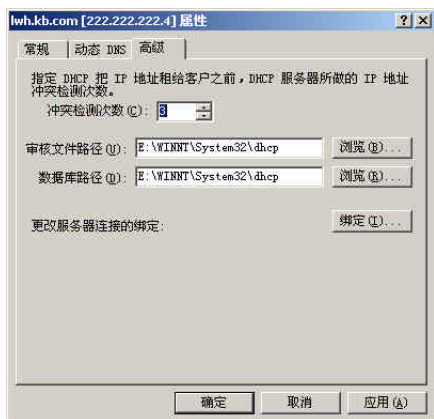 lwh.kb.com [222.222.222.4] 属性
常规 动态 DNS 高级
指定 DHCP 把 IP 地址租给客户之前，DHCP 服务器所做的 IP 地址
冲突检测次数。
冲突检测次数(C): 3
审核文件路径(U): E:\WINNT\System32\dhcp 浏览(B)...
数据库路径(D): E:\WINNT\System32\dhcp 浏览(R)...
更改服务器连接的绑定: 绑定(I)...
确定 取消 应用(A)